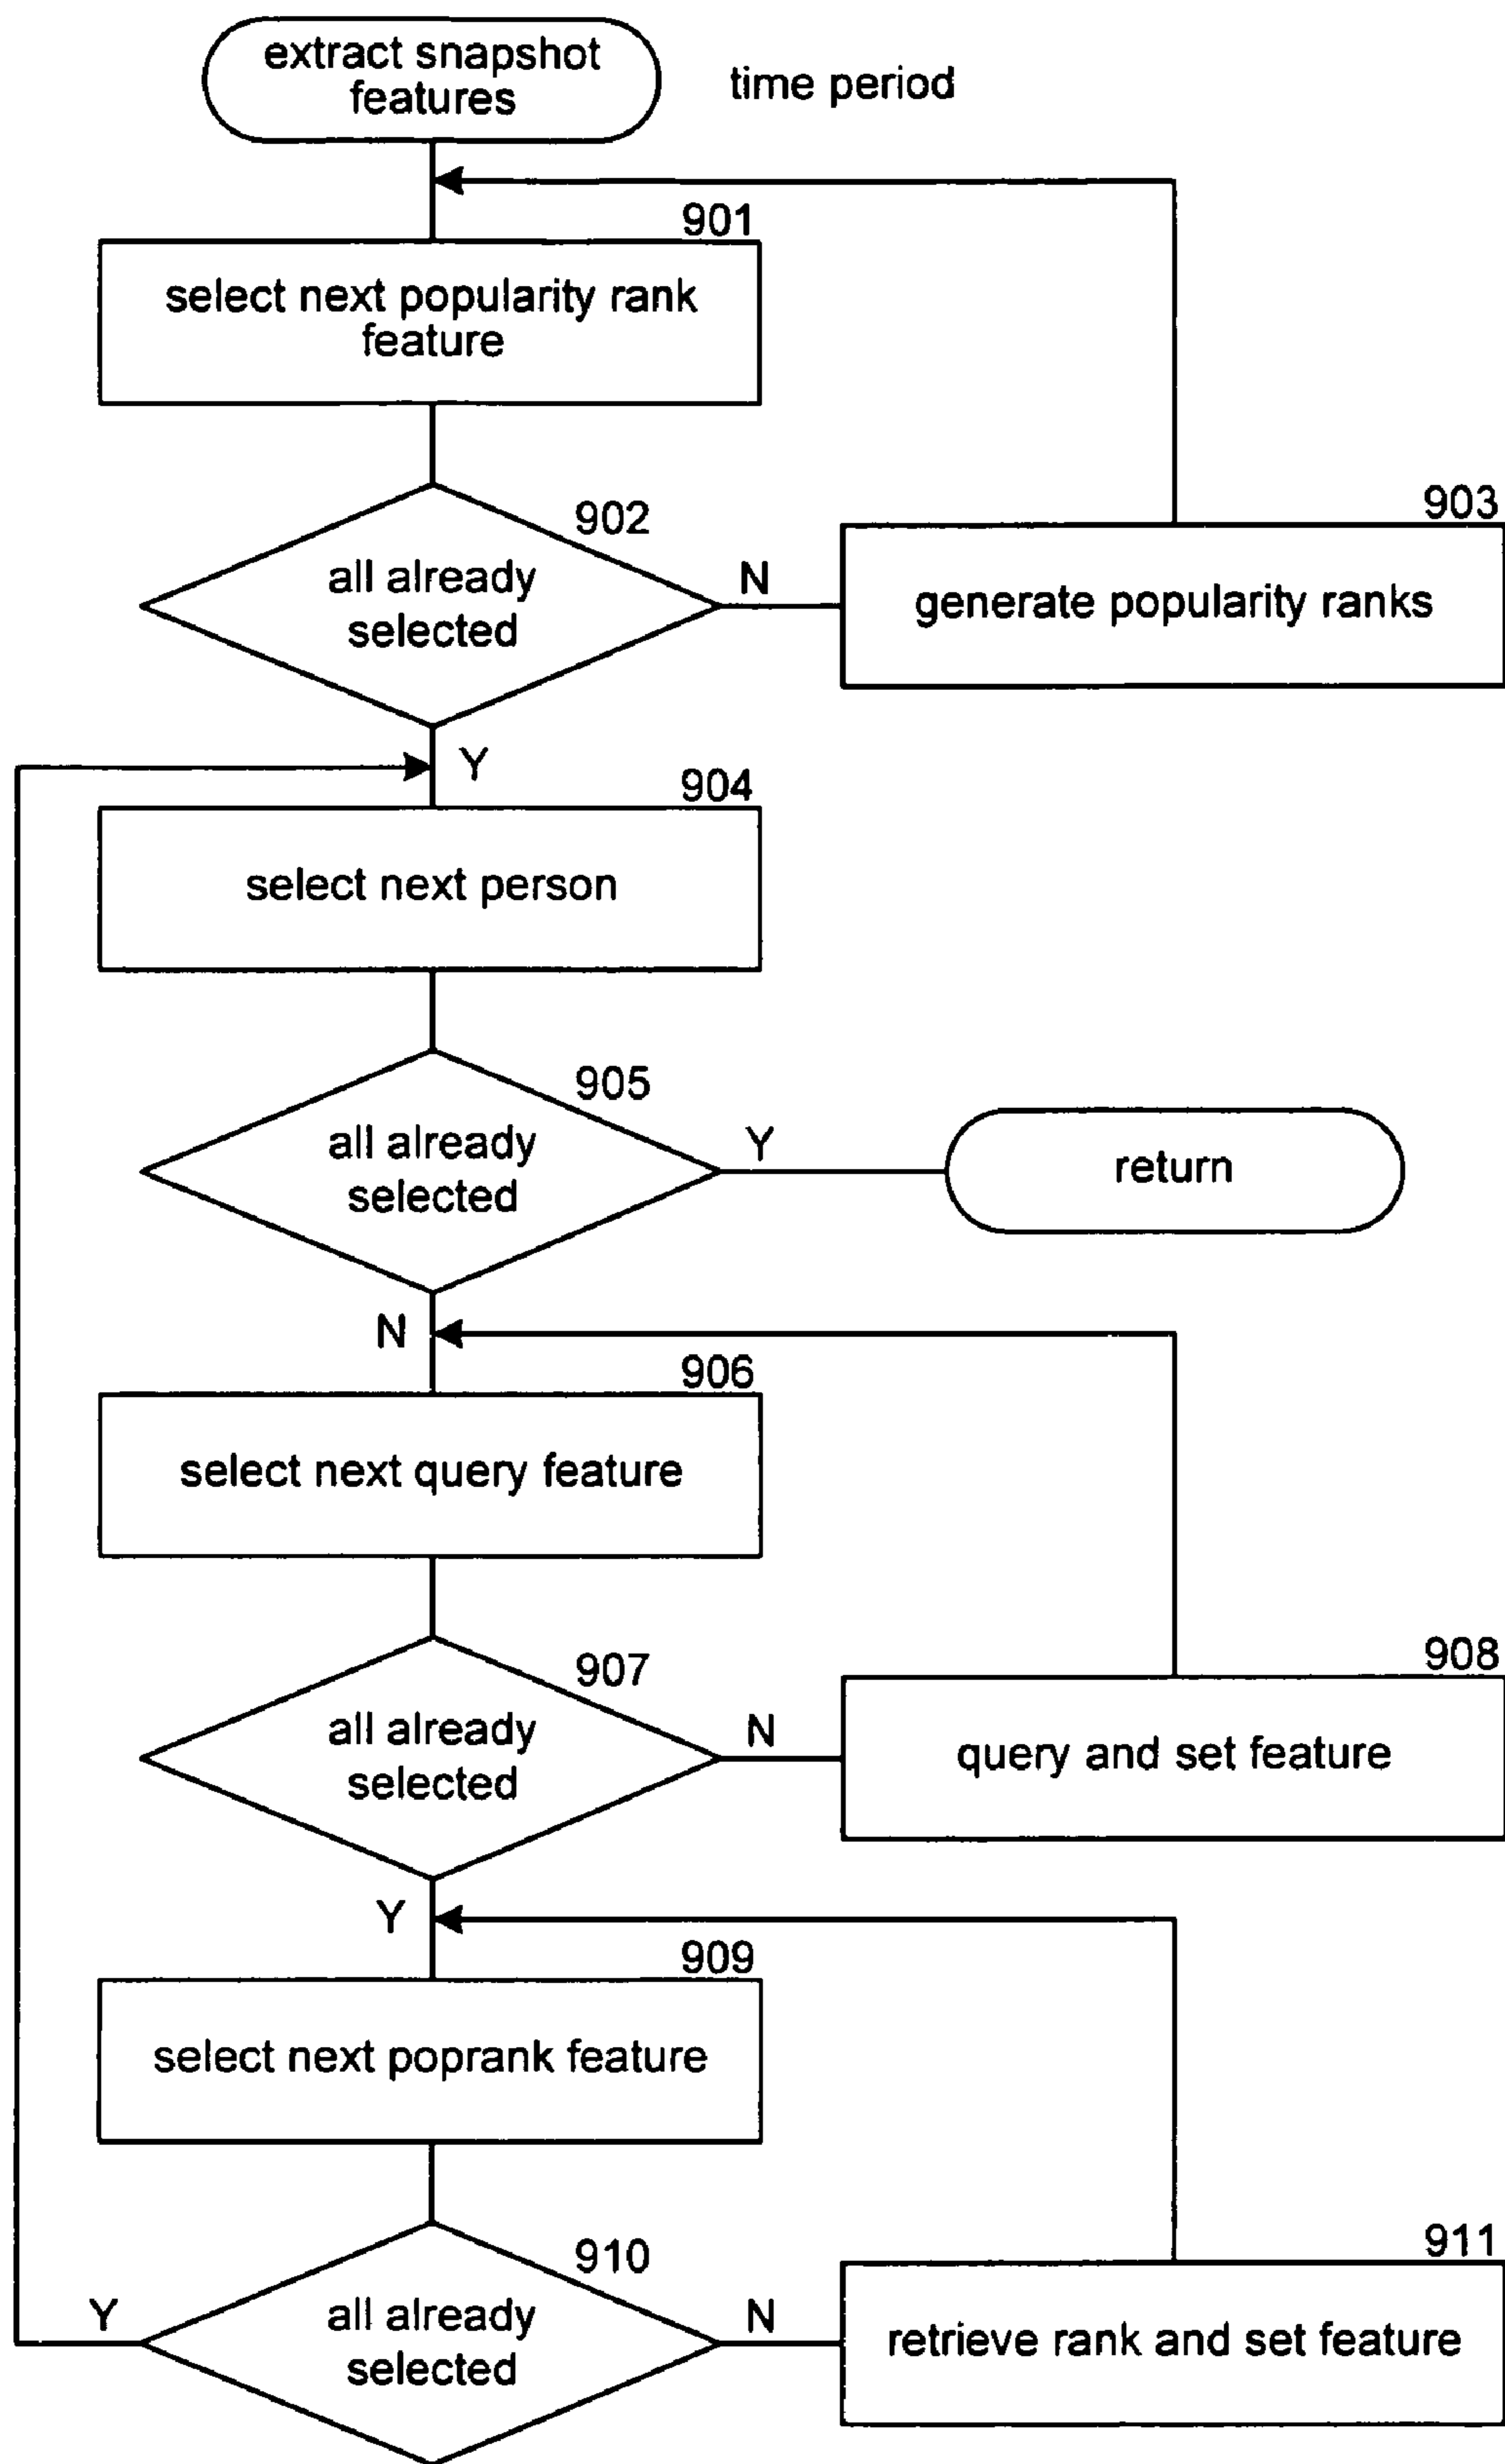 extract snapshot
features
time period
901
select next popularity rank
feature
902
all already
selected
N
903
generate popularity ranks
Y
904
select next person
905
all already
selected
Y
return
N
906
select next query feature
907
all already
selected
N
908
query and set feature
Y
909
select next poprank feature
910
all already
selected
Y
N
911
retrieve rank and set feature